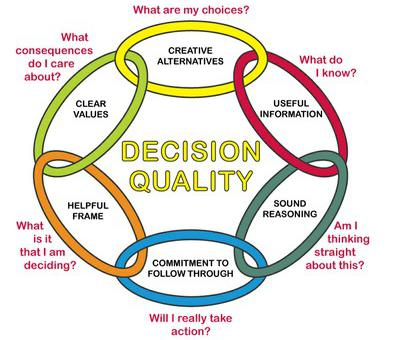 What are my choices?
CREATIVE
ALTERNATIVES
What
consequences
do I care
about?
CLEAR
VALUES
What do
I know?
USEFUL
INFORMATION
DECISION
QUALITY
HELPFUL
FRAME
What
is it
that I am
deciding?
SOUND
REASONING
Am I
thinking
straight
about this?
COMMITMENT TO
FOLLOW THROUGH
Will I really take
action?